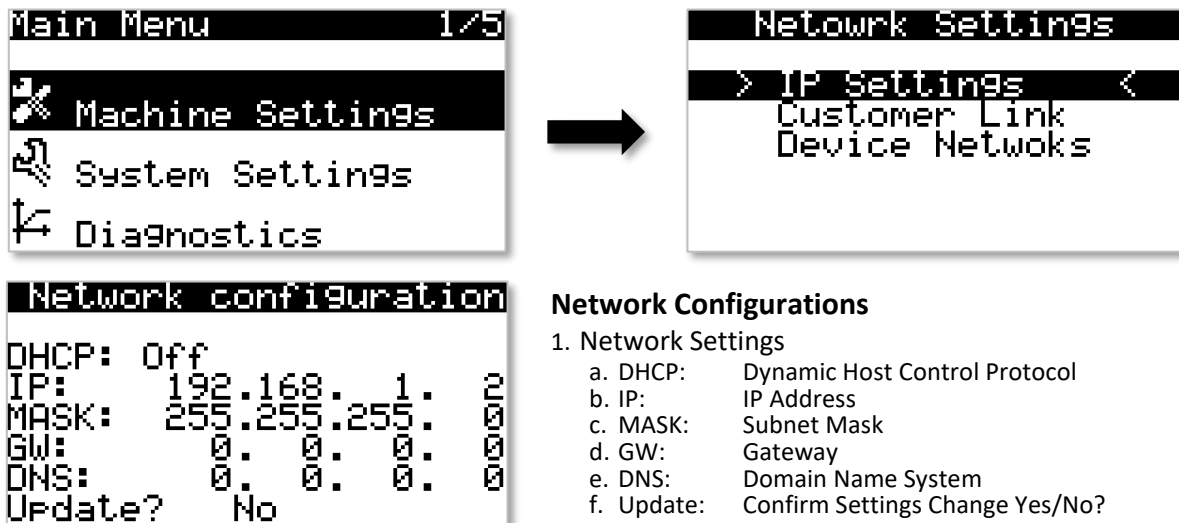 Main Menu 1/5
Machine Settings
System Settings
Diagnostics
Netowrk Settings
> IP Settings <
Customer Link
Device Netwoks
Network configuration
DHCP: Off
IP: 192.168. 1. 2
MASK: 255.255.255. 0
GW: 0. 0. 0. 0
DNS: 0. 0. 0. 0
Update? No
Network Configurations
1. Network Settings
a. DHCP: Dynamic Host Control Protocol
b. IP: IP Address
c. MASK: Subnet Mask
d. GW: Gateway
e. DNS: Domain Name System
f. Update: Confirm Settings Change Yes/No?